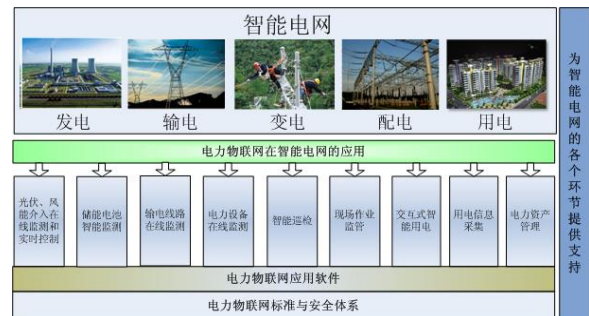 智能电网
发电
输电
变电
配电
用电
电力物联网在智能电网的应用
光伏、风
能介入在
线监测和
实时控制
储能电池
智能监测
输电线路
在线监测
电力设备
在线监测
智能巡检
现场作业
监管
交互式智
能用电
用电信息
采集
电力资产
管理
电力物联网应用软件
电力物联网标准与安全体系
为智能电网的各个环节提供支持